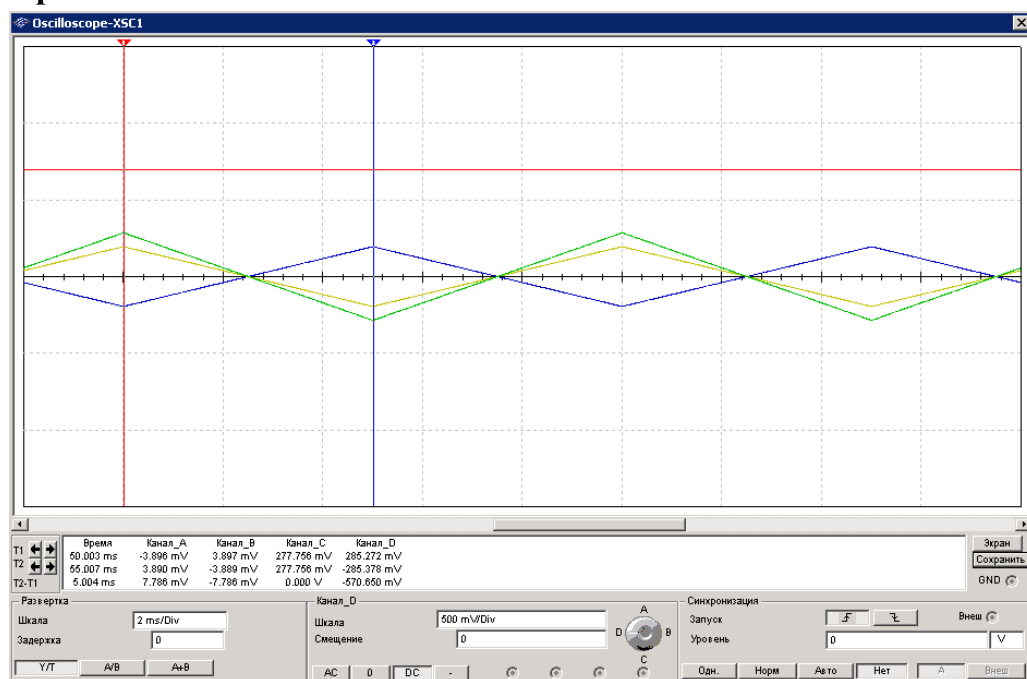 Oscilloscope-XSC1
1 2
T1 T2 T2-T1
Время Канал_A Канал_B Канал_C Канал_D
50.003 ms -3.896 mV 3.897 mV 277.756 mV 285.272 mV
55.007 ms 3.890 mV -3.889 mV 277.756 mV -285.378 mV
5.004 ms 7.786 mV -7.786 mV 0.000 V -570.650 mV
Экран
Сохранить
GND
Развертка
Шкала 2 ms/Div
Задержка 0
Y/T A/B A+B
Канал_D
Шкала 500 mV/Div
Смещение 0
AC 0 DC -
A
D B
C
Синхронизация
Запуск Внеш
Уровень 0 V
Одн. Норм Авто Нет A Внеш